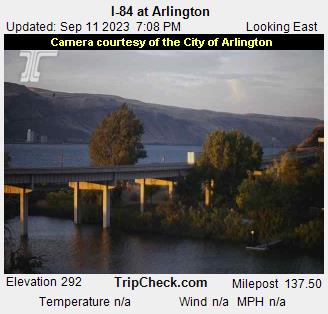 I-84 at Arlington
Updated: Sep 11 2023 7:08 PM Looking East
Camera courtesy of the City of Arlington
Elevation 292 TripCheck.com Milepost 137.50
Temperature n/a Wind n/a MPH n/a